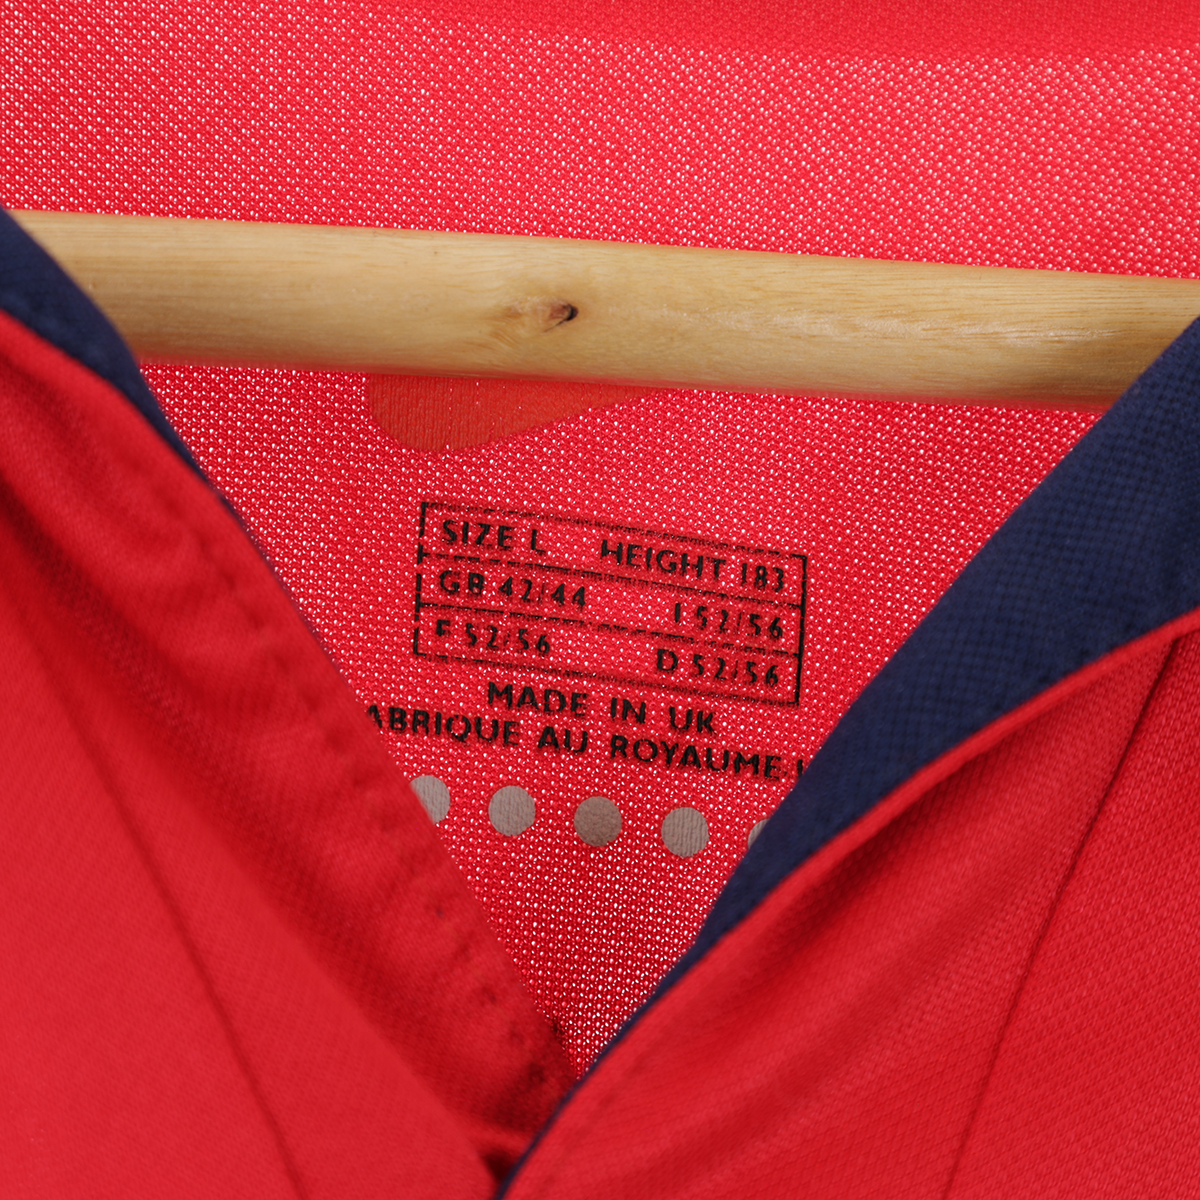 SIZE L HEIGHT 183
GB 42/44 I 52/56
F 52/56 D 52/56
MADE IN UK
ABRIQUE AU ROYAUME